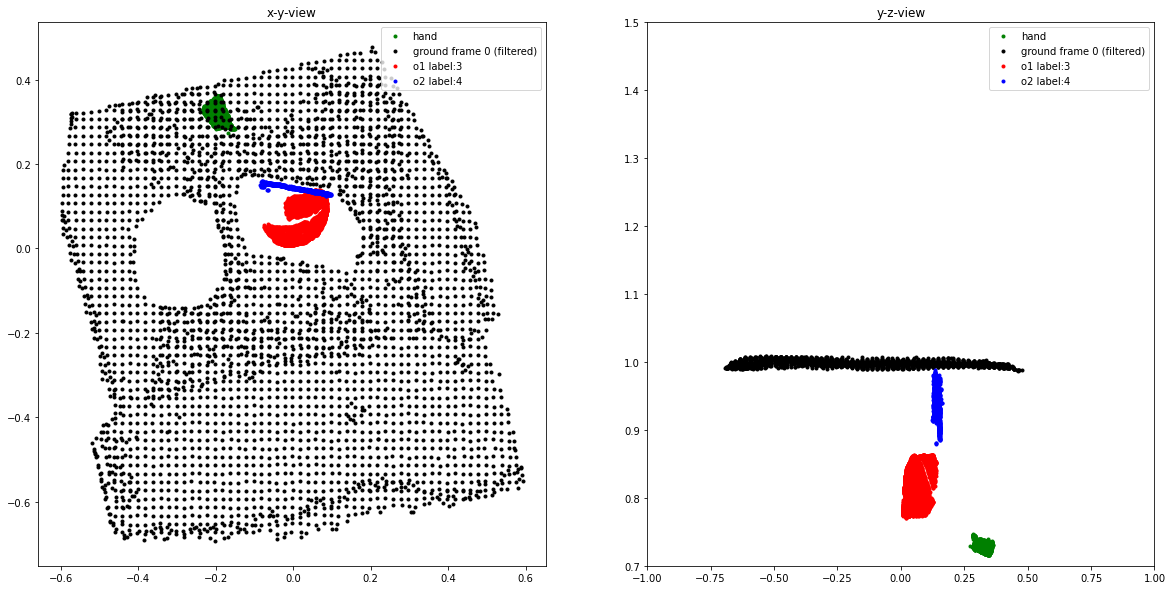 x-y-view
hand
ground frame 0 (filtered)
o1 label:3
o2 label:4
0.4
0.2
0.0
−0.2
−0.4
−0.6
−0.6 −0.4 −0.2 0.0 0.2 0.4 0.6
y-z-view
hand
ground frame 0 (filtered)
o1 label:3
o2 label:4
1.5
1.4
1.3
1.2
1.1
1.0
0.9
0.8
0.7
−1.00 −0.75 −0.50 −0.25 0.00 0.25 0.50 0.75 1.00